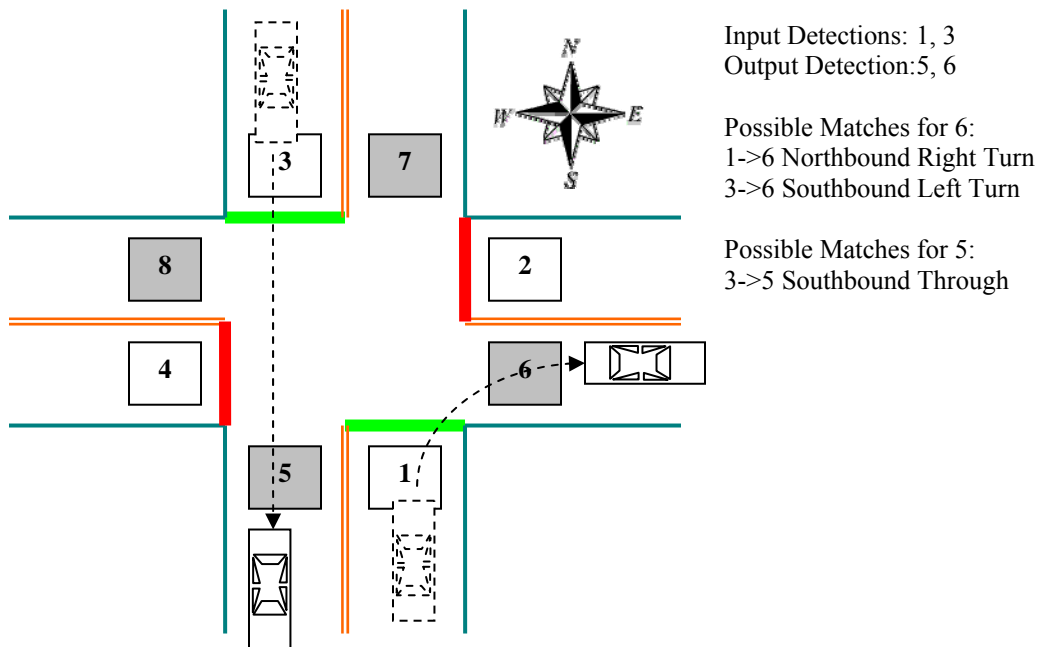 Input Detections: 1, 3
Output Detection:5, 6
Possible Matches for 6:
1->6 Northbound Right Turn
3->6 Southbound Left Turn
Possible Matches for 5:
3->5 Southbound Through
N
W E
S
3 7
8 2
4 6
5 1